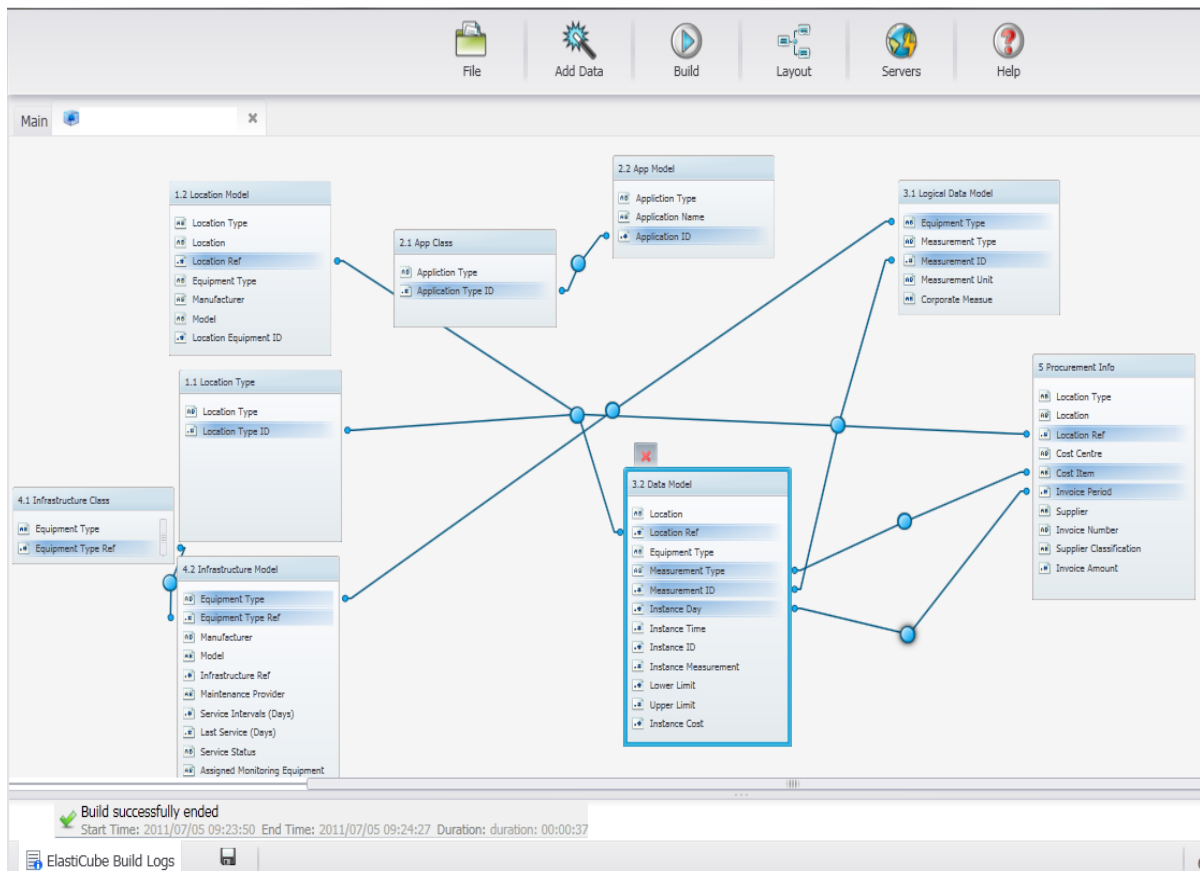 File
Add Data
Build
Layout
Servers
Help
Main
1.2 Location Model
Location Type
Location
Location Ref
Equipment Type
Manufacturer
Model
Location Equipment ID
2.1 App Class
Appliction Type
Application Type ID
2.2 App Model
Appliction Type
Application Name
Application ID
3.1 Logical Data Model
Equipment Type
Measurement Type
Measurement ID
Measurement Unit
Corporate Measue
1.1 Location Type
Location Type
Location Type ID
5 Procurement Info
Location Type
Location
Location Ref
Cost Centre
Cost Item
Invoice Period
Supplier
Invoice Number
Supplier Classification
Invoice Amount
4.1 Infrastructure Class
Equipment Type
Equipment Type Ref
4.2 Infrastructure Model
Equipment Type
Equipment Type Ref
Manufacturer
Model
Infrastructure Ref
Maintenance Provider
Service Intervals (Days)
Last Service (Days)
Service Status
Assigned Monitoring Equipment
3.2 Data Model
Location
Location Ref
Equipment Type
Measurement Type
Measurement ID
Instance Day
Instance Time
Instance ID
Instance Measurement
Lower Limit
Upper Limit
Instance Cost
Build successfully ended
Start Time: 2011/07/05 09:23:50 End Time: 2011/07/05 09:24:27 Duration: duration: 00:00:37
ElastiCube Build Logs